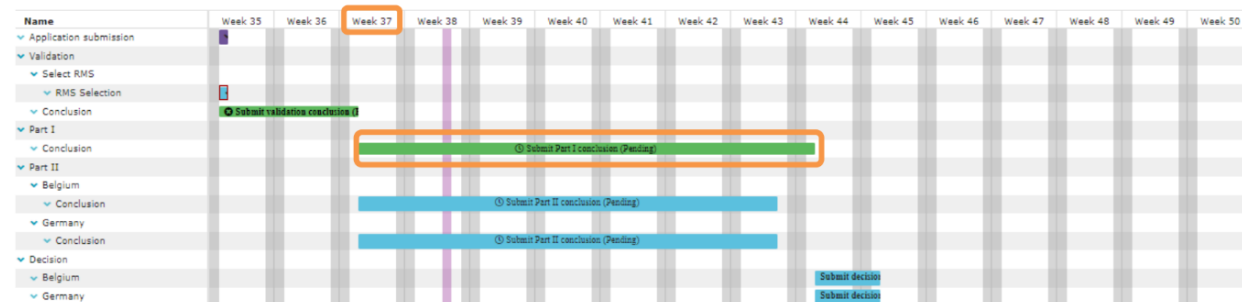 Name Week 35 Week 36 Week 37 Week 38 Week 39 Week 40 Week 41 Week 42 Week 43 Week 44 Week 45 Week 46 Week 47 Week 48 Week 49 Week 50
Application submission
Validation
Select RMS
RMS Selection
Conclusion Submit validation conclusion (
Part I
Conclusion Submit Part I conclusion (Pending)
Part II
Belgium
Conclusion Submit Part II conclusion (Pending)
Germany
Conclusion Submit Part II conclusion (Pending)
Decision
Belgium Submit decision
Germany Submit decision